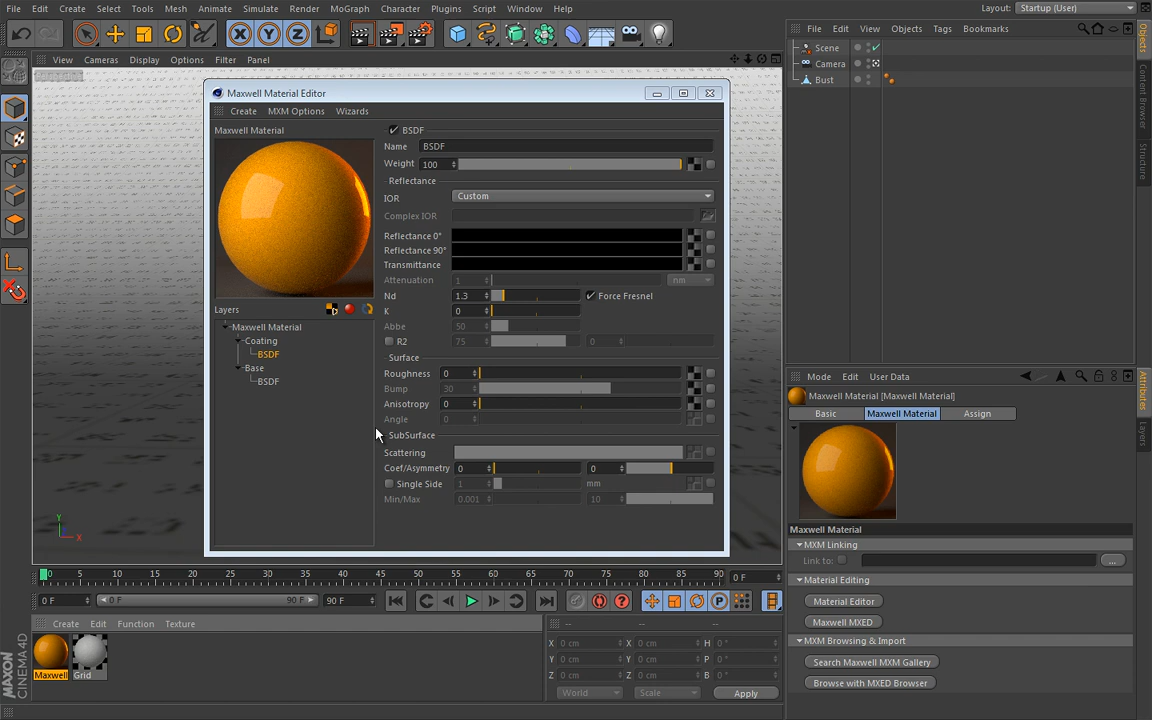 File Edit Create Select Tools Mesh Animate Simulate Render MoGraph Character Plugins Script Window Help
Layout: Startup (User)
File Edit View Objects Tags Bookmarks
Scene
Camera
Bust
Objects
Content Browser
Structure
View Cameras Display Options Filter Panel
Maxwell Material Editor
Create MXM Options Wizards
Maxwell Material
BSDF
Name BSDF
Weight 100
Reflectance
IOR Custom
Complex IOR
Reflectance 0°
Reflectance 90°
Transmittance
Attenuation 1 nm
Nd 1.3 Force Fresnel
K 0
Abbe 50
R2 75 0
Surface
Roughness 0
Bump 30
Anisotropy 0
Angle 0
SubSurface
Scattering
Coef/Asymmetry 0 0
Single Side 1 mm
Min/Max 0.001 10
Layers
Maxwell Material
Coating
BSDF
Base
BSDF
Y
X
Mode Edit User Data
Maxwell Material [Maxwell Material]
Basic Maxwell Material Assign
Attributes
Layers
Maxwell Material
MXM Linking
Link to: ...
Material Editing
Material Editor
Maxwell MXED
MXM Browsing & Import
Search Maxwell MXM Gallery
Browse with MXED Browser
0 5 10 15 20 25 30 35 40 45 50 55 60 65 70 75 80 85 90 0 F
0 F 0 F 90 F 90 F
Create Edit Function Texture
Maxwell Grid
-- -- --
X 0 cm X 0 cm H 0°
Y 0 cm Y 0 cm P 0°
Z 0 cm Z 0 cm B 0°
World Scale Apply
MAXON
CINEMA 4D